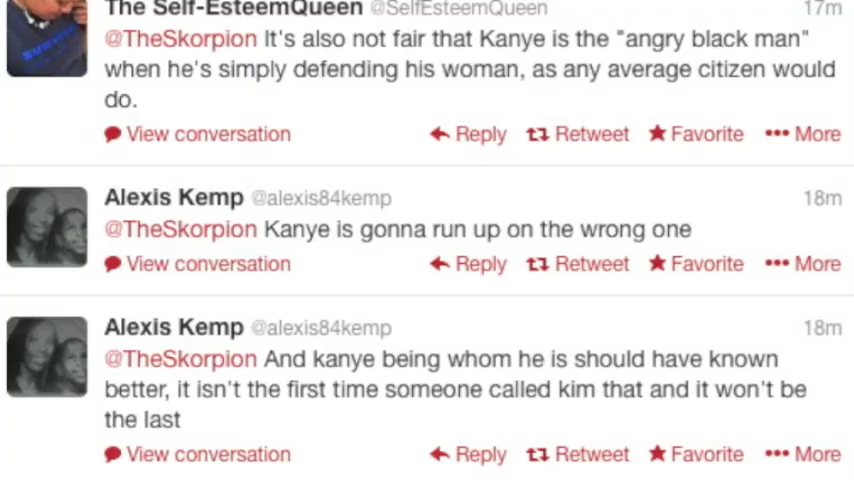 The Self-EsteemQueen @SelfEsteemQueen 17m
@TheSkorpion It's also not fair that Kanye is the "angry black man"
when he's simply defending his woman, as any average citizen would
do.
View conversation Reply Retweet Favorite More
Alexis Kemp @alexis84kemp 18m
@TheSkorpion Kanye is gonna run up on the wrong one
View conversation Reply Retweet Favorite More
Alexis Kemp @alexis84kemp 18m
@TheSkorpion And kanye being whom he is should have known
better, it isn't the first time someone called kim that and it won't be
the last
View conversation Reply Retweet Favorite More